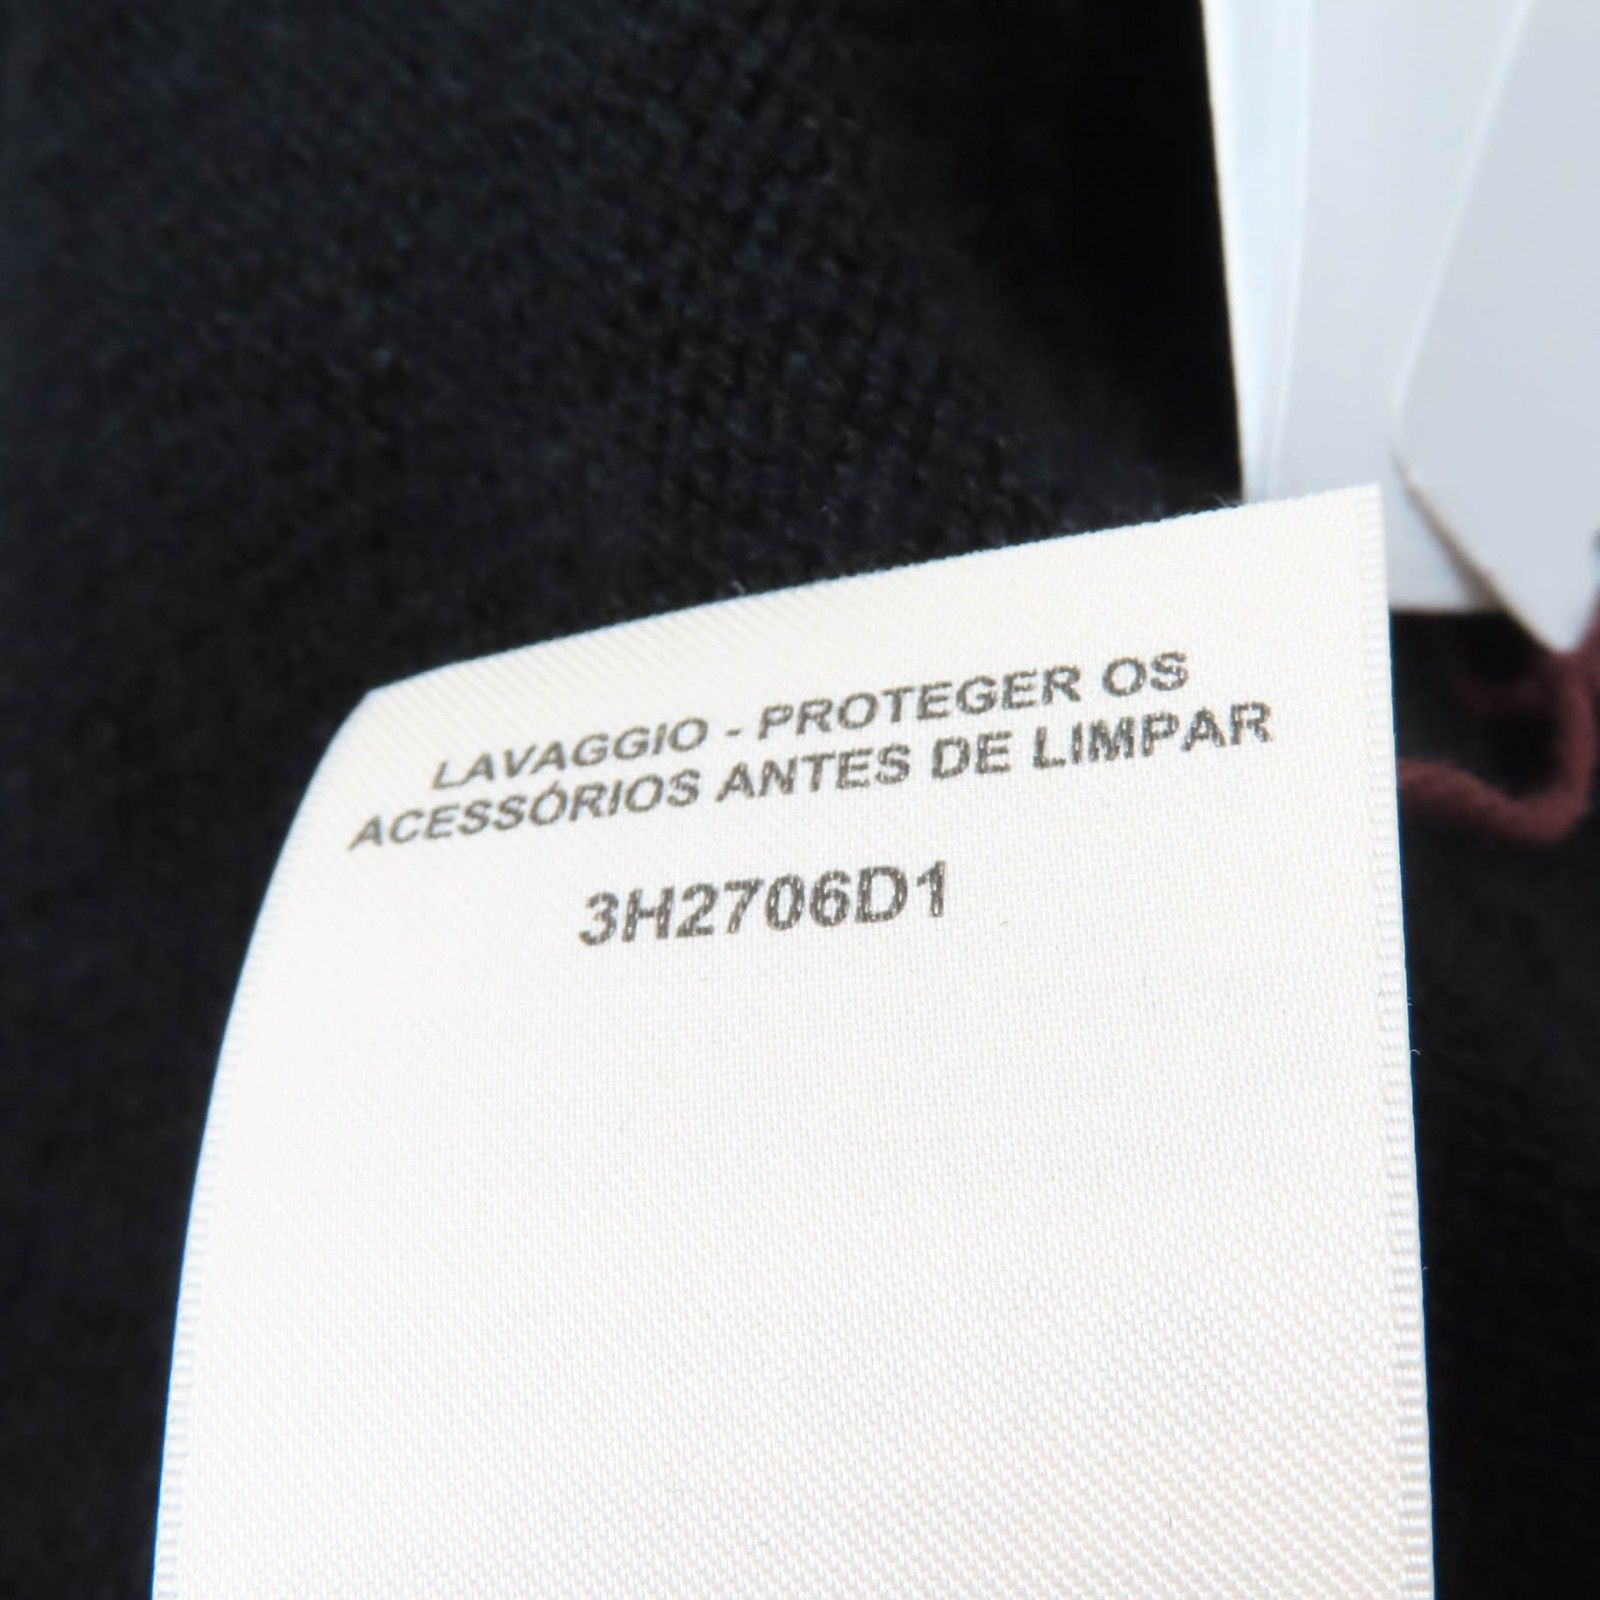 LAVAGGIO - PROTEGER OS
ACESSÓRIOS ANTES DE LIMPAR
3H2706D1